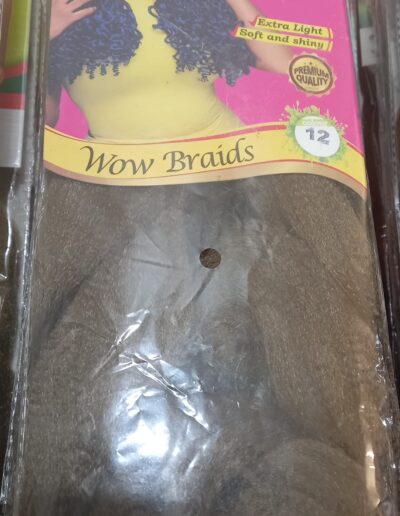 Extra Light
Soft and shiny
PREMIUM
QUALITY
12
Wow Braids